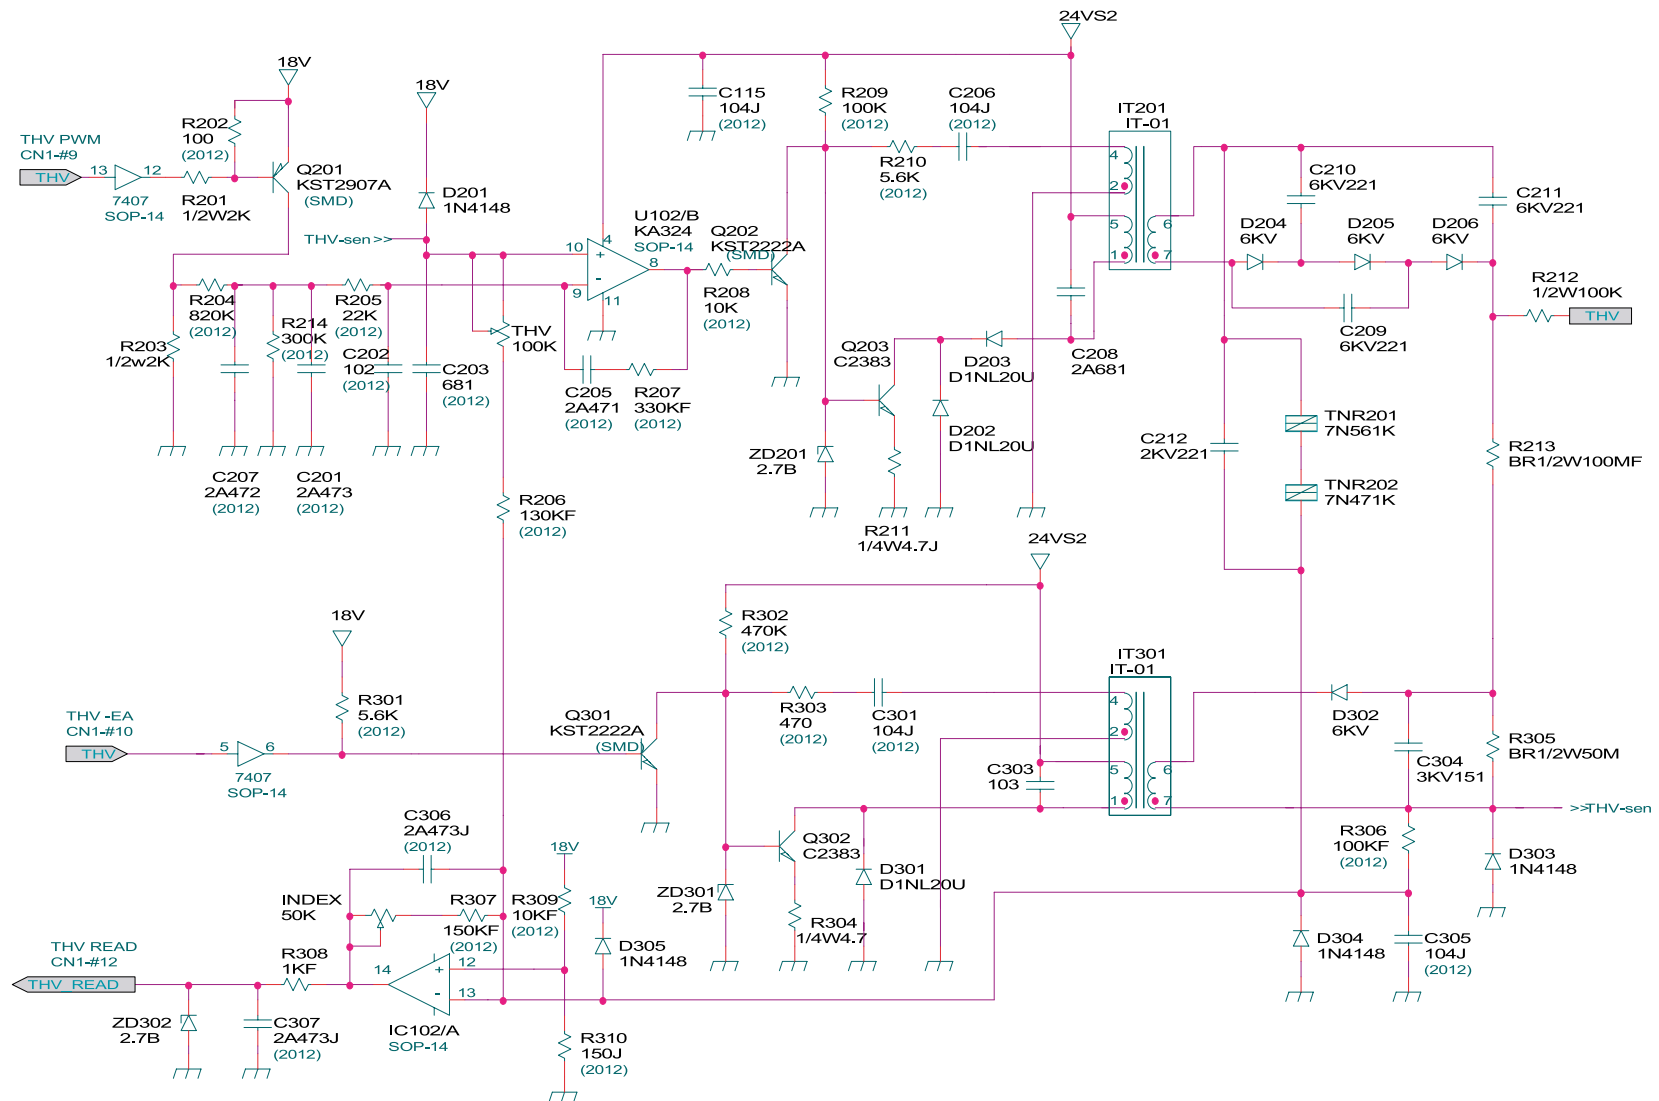 24VS2
18V
18V
THV PWM
CN1-#9
THV
13
12
7407
SOP-14
R202
100
(2012)
R201
1/2W2K
Q201
KST2907A
(SMD)
D201
1N4148
THV-sen >>
C115
104J
(2012)
R209
100K
(2012)
C206
104J
(2012)
R210
5.6K
(2012)
IT201
IT-01
4
2
5
1
6
7
C210
6KV221
C211
6KV221
D204
6KV
D205
6KV
D206
6KV
C209
6KV221
R212
1/2W100K
THV
U102/B
KA324
SOP-14
4
10
+
8
-
9
11
Q202
KST2222A
(SMD)
R208
10K
(2012)
R204
820K
(2012)
R205
22K
(2012)
R203
1/2w2K
R214
300K
(2012)
C202
102
(2012)
C203
681
(2012)
THV
100K
C205
2A471
(2012)
R207
330KF
(2012)
Q203
C2383
D203
D1NL20U
C208
2A681
D202
D1NL20U
ZD201
2.7B
R211
1/4W4.7J
C207
2A472
(2012)
C201
2A473
(2012)
R206
130KF
(2012)
C212
2KV221
TNR201
7N561K
TNR202
7N471K
R213
BR1/2W100MF
24VS2
18V
R302
470K
(2012)
R301
5.6K
(2012)
THV -EA
CN1-#10
THV
5
6
7407
SOP-14
Q301
KST2222A
(SMD)
R303
470
(2012)
C301
104J
(2012)
IT301
IT-01
4
2
5
1
6
7
C303
103
D302
6KV
C304
3KV151
R305
BR1/2W50M
>>THV-sen
C306
2A473J
(2012)
Q302
C2383
D301
D1NL20U
R306
100KF
(2012)
D303
1N4148
INDEX
50K
R307
150KF
(2012)
R309
10KF
(2012)
18V
18V
ZD301
2.7B
R304
1/4W4.7
D305
1N4148
D304
1N4148
C305
104J
(2012)
THV READ
CN1-#12
THV READ
R308
1KF
14
12
+
-
13
IC102/A
SOP-14
ZD302
2.7B
C307
2A473J
(2012)
R310
150J
(2012)